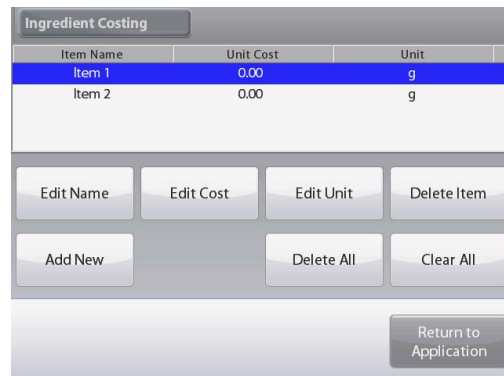 Ingredient Costing
Item Name Unit Cost Unit
Item 1 0.00 g
Item 2 0.00 g
Edit Name Edit Cost Edit Unit Delete Item
Add New Delete All Clear All
Return to
Application